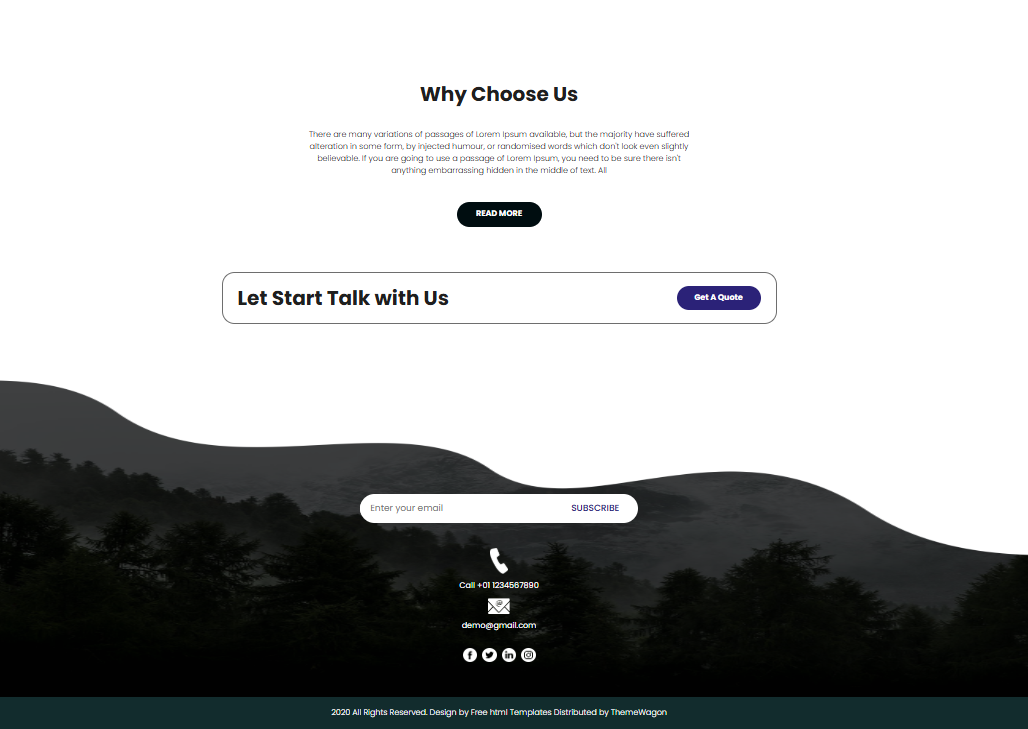 Why Choose Us
There are many variations of passages of Lorem Ipsum available, but the majority have suffered
alteration in some form, by injected humour, or randomised words which don't look even slightly
believable. If you are going to use a passage of Lorem Ipsum, you need to be sure there isn't
anything embarrassing hidden in the middle of text. All
READ MORE
Let Start Talk with Us
Get A Quote
Enter your email
SUBSCRIBE
Call +01 1234567890
demo@gmail.com
2020 All Rights Reserved. Design by Free html Templates Distributed by ThemeWagon